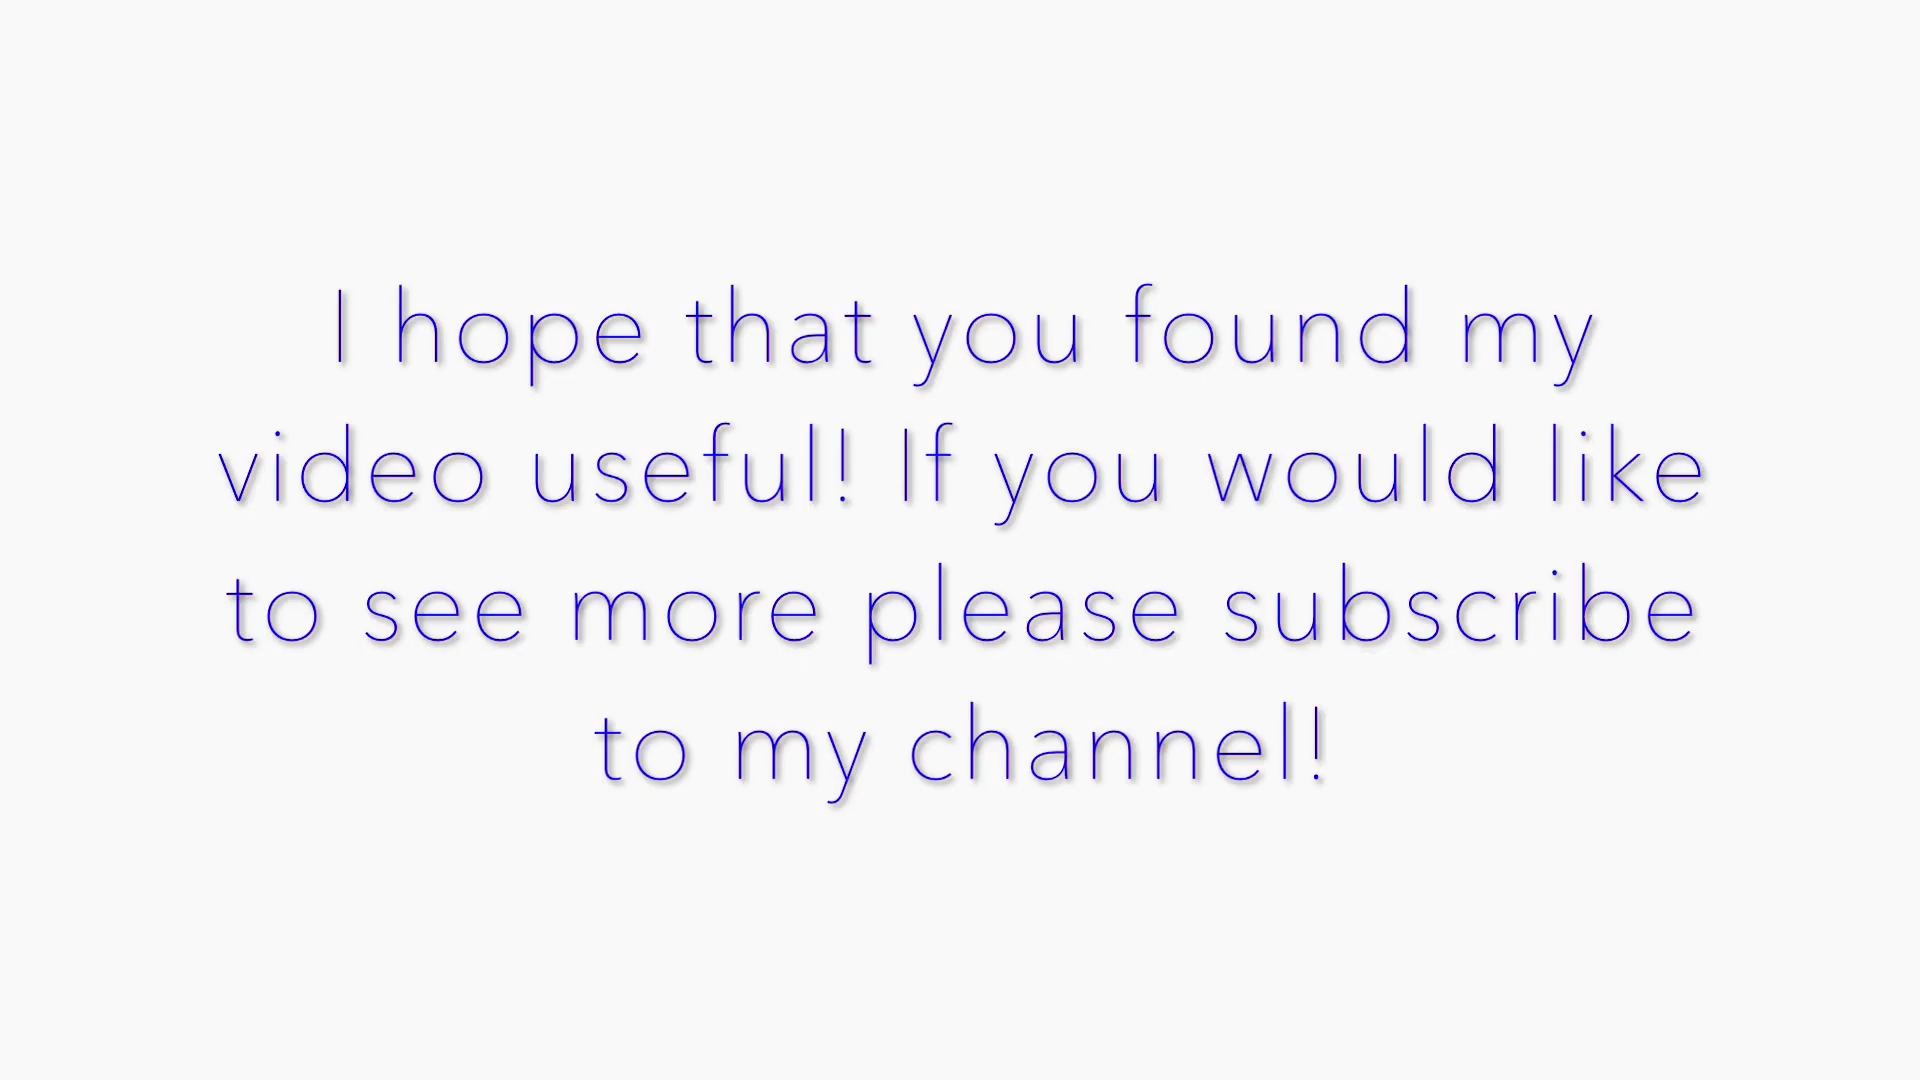 I hope that you found my
video useful! If you would like
to see more please subscribe
to my channel!